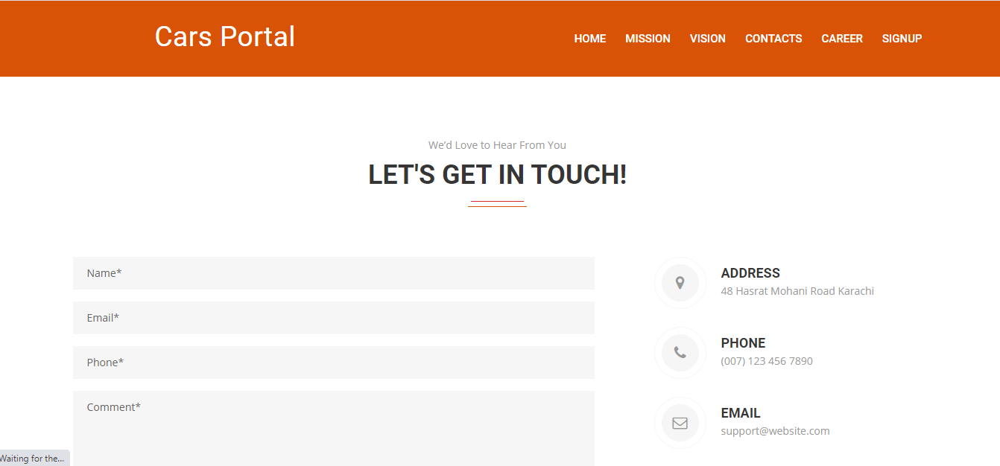 Cars Portal
HOME MISSION VISION CONTACTS CAREER SIGNUP
We’d Love to Hear From You
LET'S GET IN TOUCH!
Name*
Email*
Phone*
Comment*
ADDRESS
48 Hasrat Mohani Road Karachi
PHONE
(007) 123 456 7890
EMAIL
support@website.com
Waiting for the...